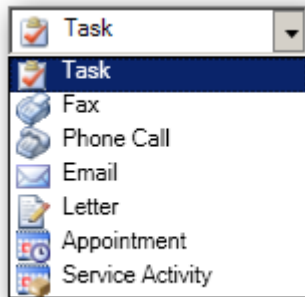 Task
Task
Fax
Phone Call
Email
Letter
Appointment
Service Activity